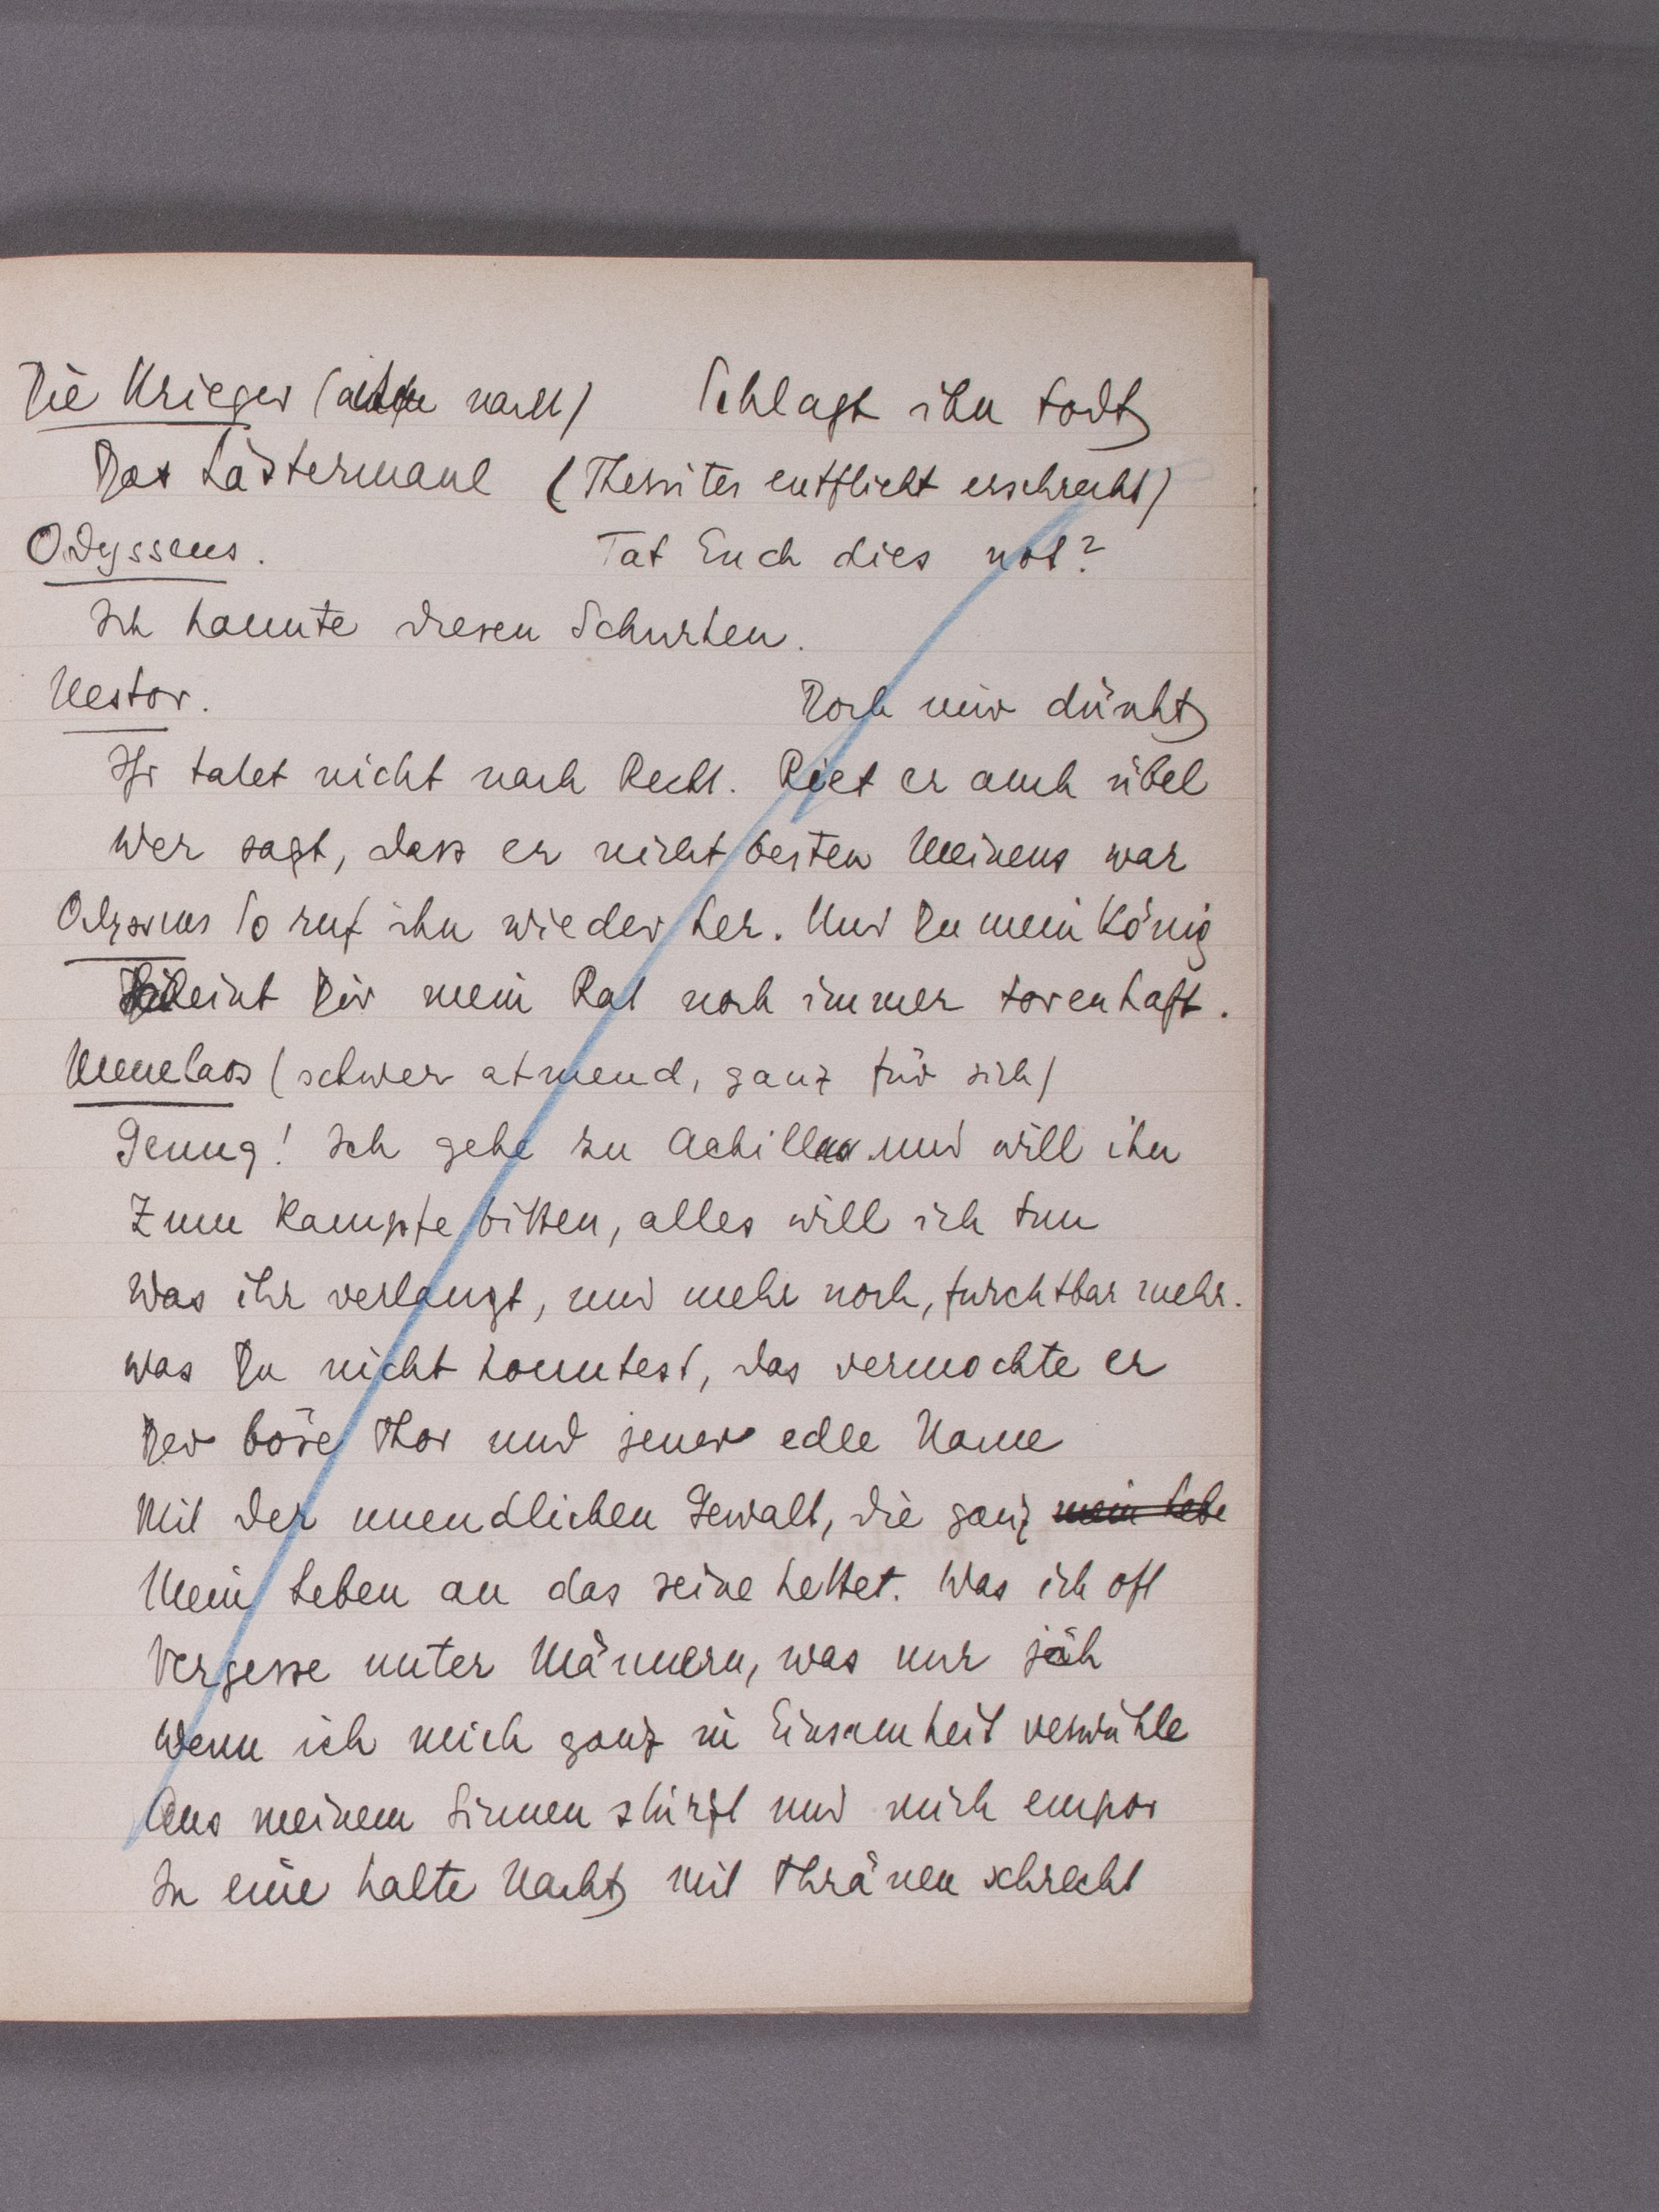 Die Krieger ( nach) Schlagt ihn todt
Das Lästermaul (Thersites entflieht erschreckt)
Odysseus. Tat Euch dies not?
Ich kannte diesen Schurken.
Nestor. Doch mir dünkt
Ihr tatet nicht nach Recht. Riet er auch übel
Wer sagt, dass er nicht besten Meinens war
Odysseus So ruf ihn wieder her. Und Du mein König
Scheint Dir mein Rat noch immer torenhaft.
Menelaos (schwer atmend, ganz für sich)
Genug! Ich gehe zu Achilles und will ihn
Zum Kampfe bitten, alles will ich tun
Was ihr verlangt, und mehr noch, furchtbar mehr.
Was Du nicht konntest, das vermochte er
Der böse Thor und jener edle Name
Mit der unendlichen Gewalt, die ganz mein Lebe
Mein Leben an das seine kettet. Was ich oft
Vergesse unter Männern, was nur jäh
Wenn ich mich ganz in Einsamkeit verwühle
Aus meinem Sinnen stürzt und mich empor
In eine kalte Nacht mit Thränen schreckt